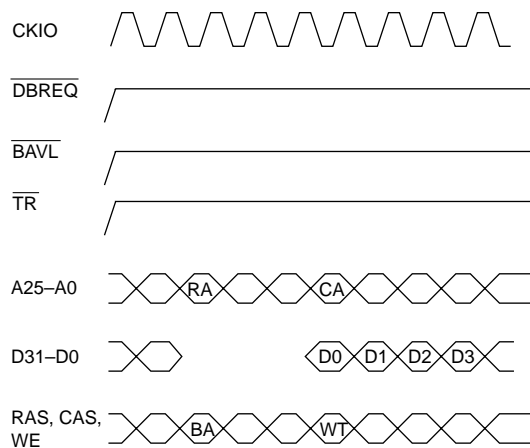 CKIO
DBREQ
BAVL
TR
A25–A0 RA CA
D31–D0 D0 D1 D2 D3
RAS, CAS,
WE BA WT